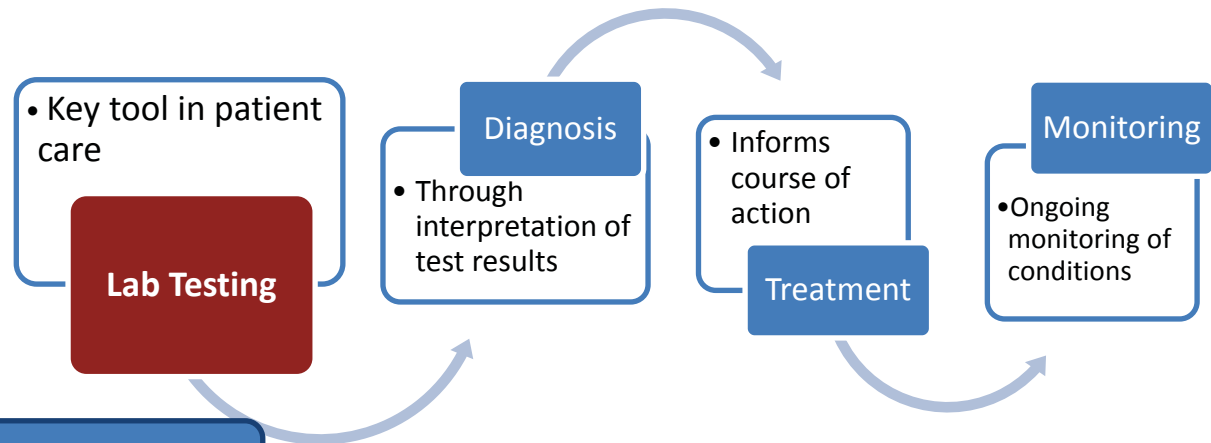 • Key tool in patient
care
Lab Testing
Diagnosis
• Through
interpretation of
test results
• Informs
course of
action
Treatment
Monitoring
•Ongoing
monitoring of
conditions